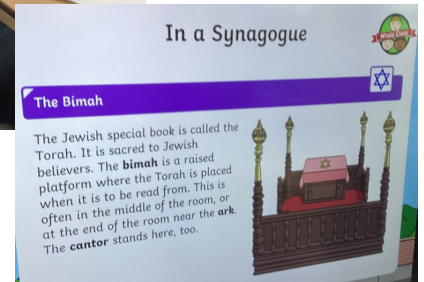 In a Synagogue
Whole Class
The Bimah
The Jewish special book is called the
Torah. It is sacred to Jewish
believers. The bimah is a raised
platform where the Torah is placed
when it is to be read from. This is
often in the middle of the room, or
at the end of the room near the ark.
The cantor stands here, too.